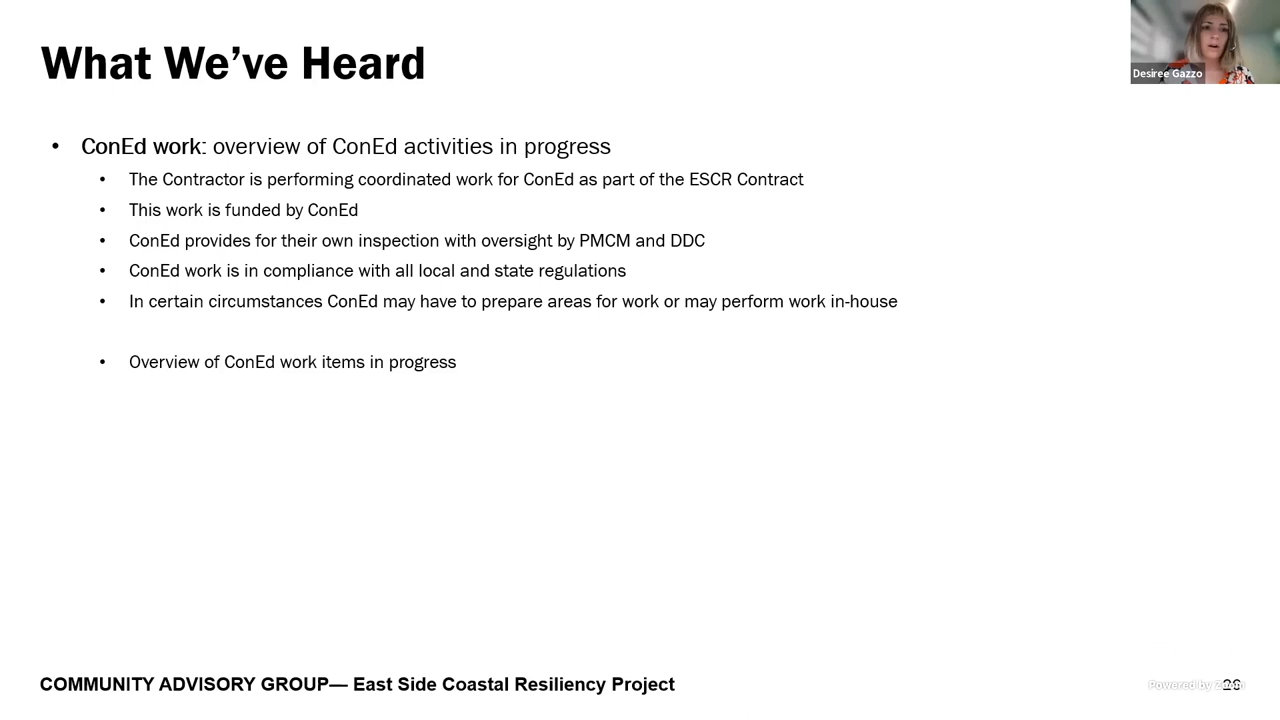 What We’ve Heard
Desiree Gazzo
• ConEd work: overview of ConEd activities in progress
• The Contractor is performing coordinated work for ConEd as part of the ESCR Contract
• This work is funded by ConEd
• ConEd provides for their own inspection with oversight by PMCM and DDC
• ConEd work is in compliance with all local and state regulations
• In certain circumstances ConEd may have to prepare areas for work or may perform work in-house
• Overview of ConEd work items in progress
COMMUNITY ADVISORY GROUP— East Side Coastal Resiliency Project
Powered by Zoom